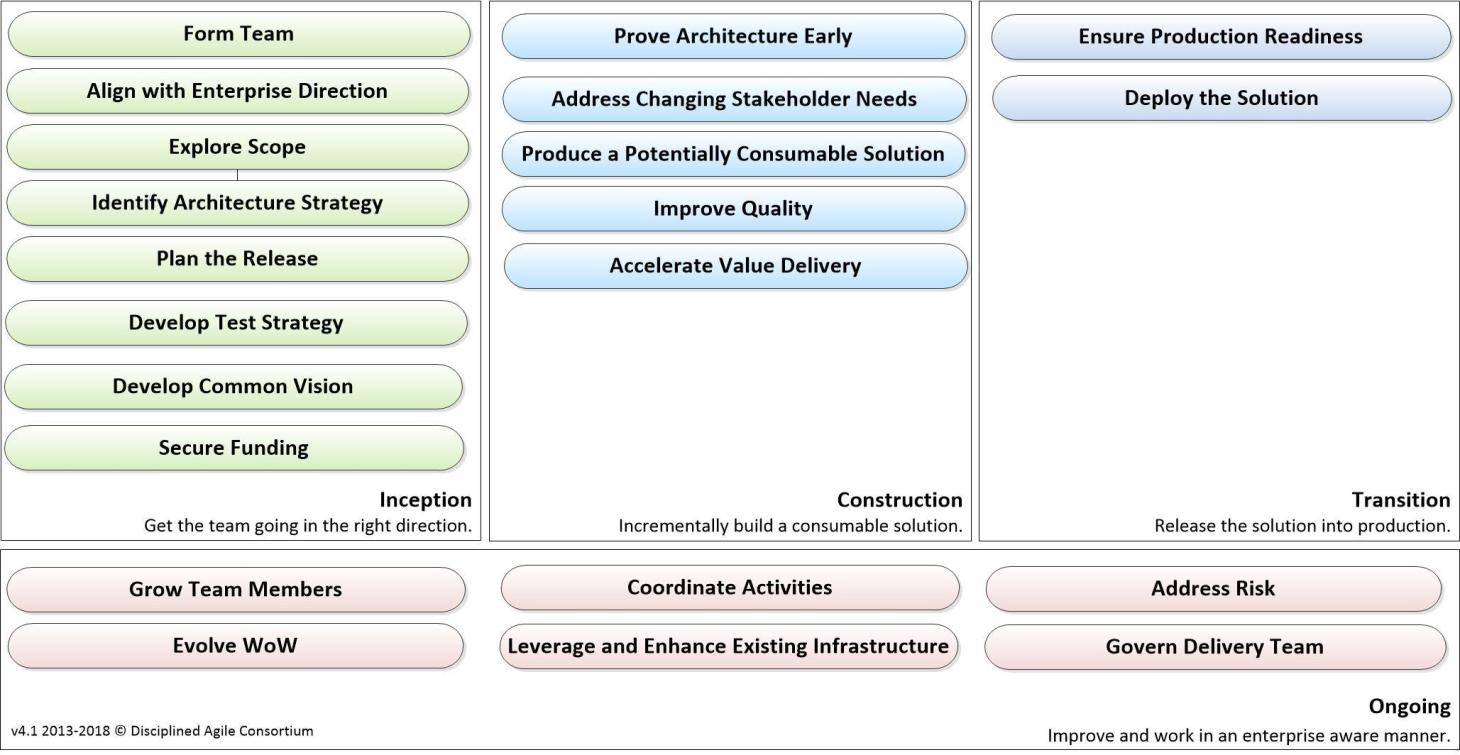 Form Team
Align with Enterprise Direction
Explore Scope
Identify Architecture Strategy
Plan the Release
Develop Test Strategy
Develop Common Vision
Secure Funding
Inception
Get the team going in the right direction.
Prove Architecture Early
Address Changing Stakeholder Needs
Produce a Potentially Consumable Solution
Improve Quality
Accelerate Value Delivery
Construction
Incrementally build a consumable solution.
Ensure Production Readiness
Deploy the Solution
Transition
Release the solution into production.
Grow Team Members
Evolve WoW
Coordinate Activities
Leverage and Enhance Existing Infrastructure
Address Risk
Govern Delivery Team
Ongoing
Improve and work in an enterprise aware manner.
v4.1 2013-2018 © Disciplined Agile Consortium